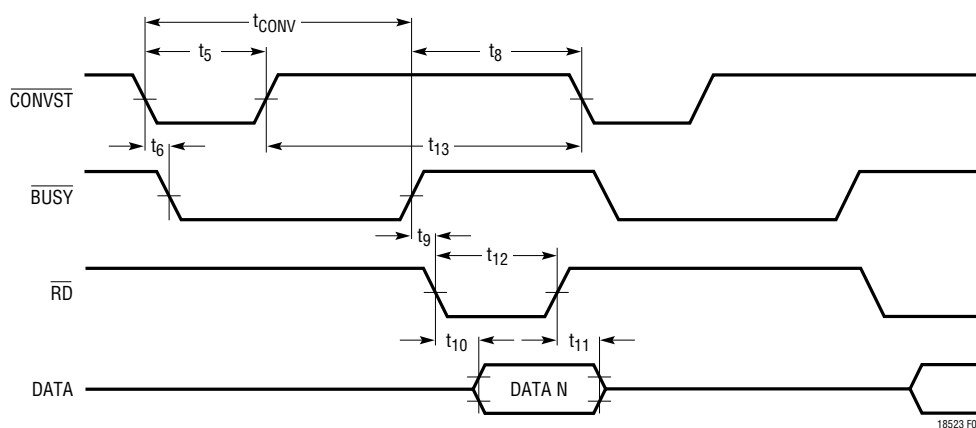 tCONV
t5
t8
CONVST
t6
t13
BUSY
t9
t12
RD
t10
t11
DATA
DATA N
18523 F0